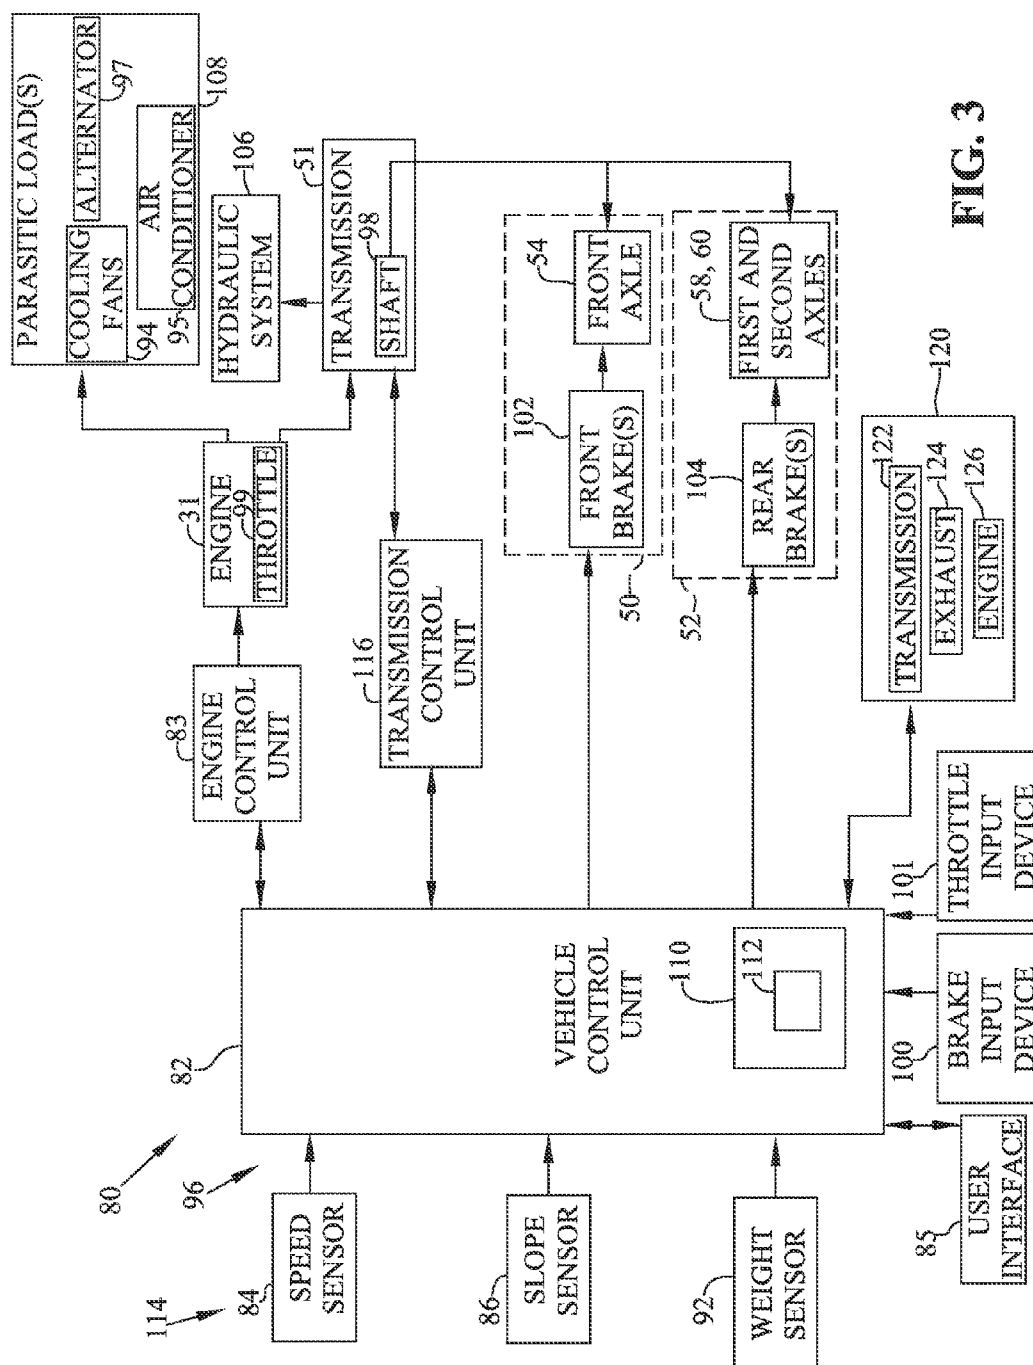 PARASITIC LOAD(S)
COOLING
FANS
94
ALTERNATOR
97
AIR
CONDITIONER
95
108
HYDRAULIC
SYSTEM
106
TRANSMISSION
51
SHAFT
98
ENGINE
31
THROTTLE
99
ENGINE
CONTROL
UNIT
83
TRANSMISSION
CONTROL
UNIT
116
80
96
114
82
VEHICLE
CONTROL
UNIT
110
112
SPEED
SENSOR
84
SLOPE
SENSOR
86
WEIGHT
SENSOR
92
FRONT
BRAKE(S)
102
FRONT
AXLE
54
50
REAR
BRAKE(S)
104
FIRST AND
SECOND
AXLES
58, 60
52
120
TRANSMISSION
122
EXHAUST
124
ENGINE
126
USER
INTERFACE
85
BRAKE
INPUT
DEVICE
100
THROTTLE
INPUT
DEVICE
101
FIG. 3